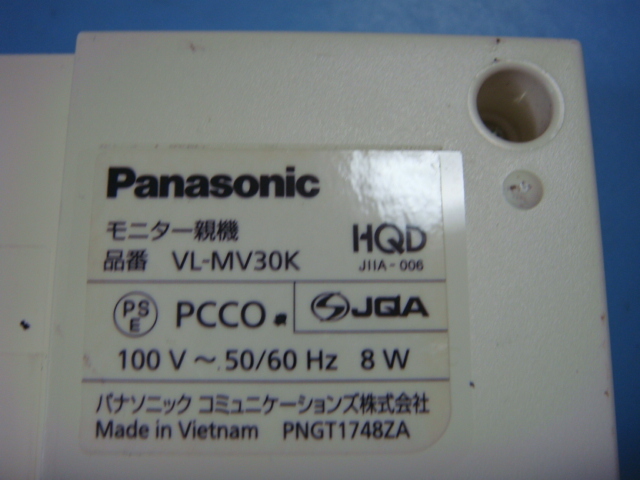 Panasonic
モニター親機
品番 VL-MV30K
HQD
JIIA-006
PSE PCCO JQA
100 V ~ 50/60 Hz 8 W
パナソニック コミュニケーションズ株式会社
Made in Vietnam PNGT1748ZA